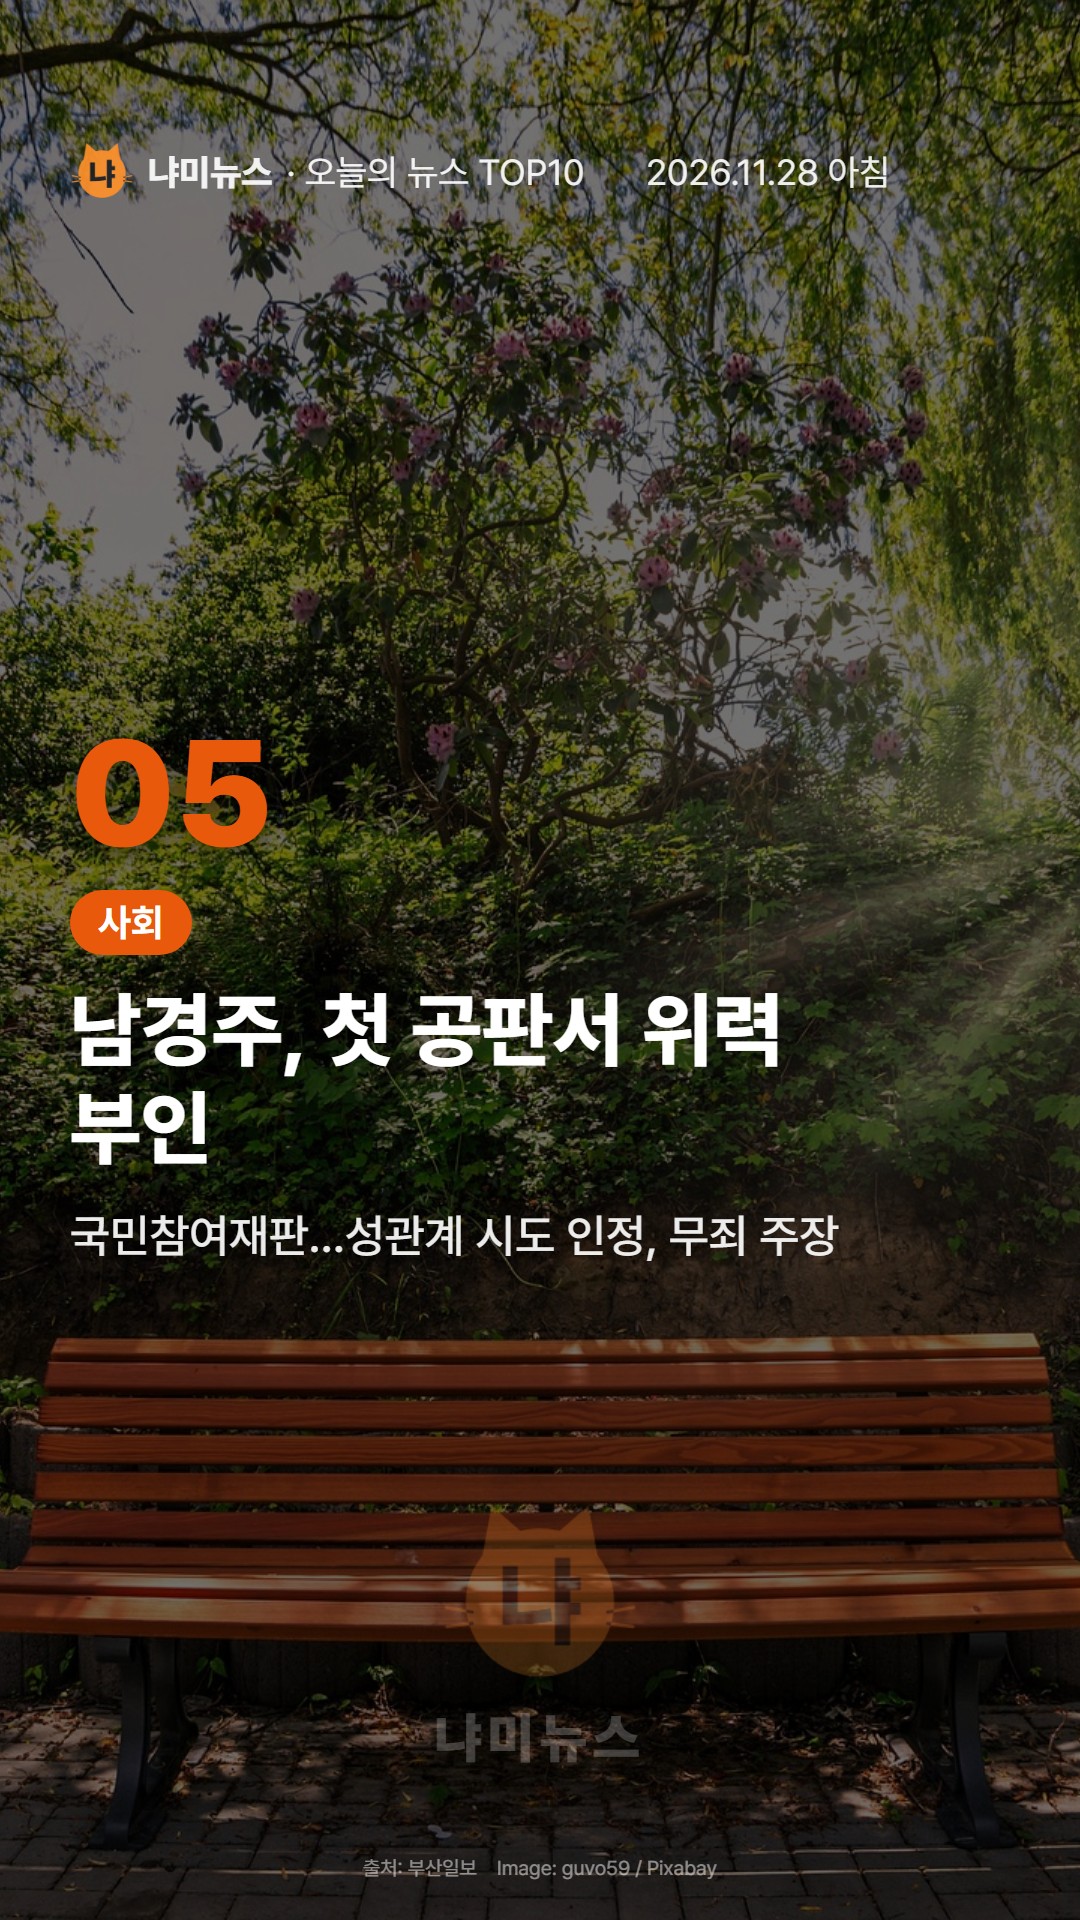 냐 냐미뉴스 · 오늘의 뉴스 TOP10 2026.11.28 아침
05
사회
남경주, 첫 공판서 위력
부인
국민참여재판...성관계 시도 인정, 무죄 주장
냐
냐미뉴스
출처: 부산일보 Image: guvo59 / Pixabay